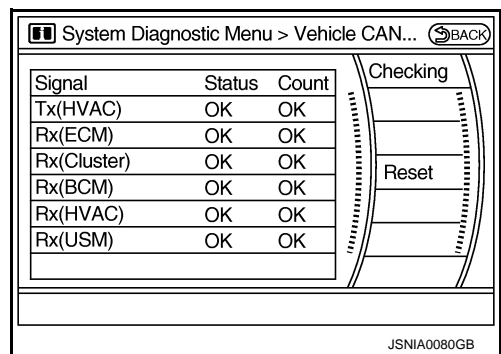 System Diagnostic Menu > Vehicle CAN... BACK
Checking
Signal Status Count
Tx(HVAC) OK OK
Rx(ECM) OK OK
Rx(Cluster) OK OK
Rx(BCM) OK OK
Rx(HVAC) OK OK
Rx(USM) OK OK
Reset
JSNIA0080GB